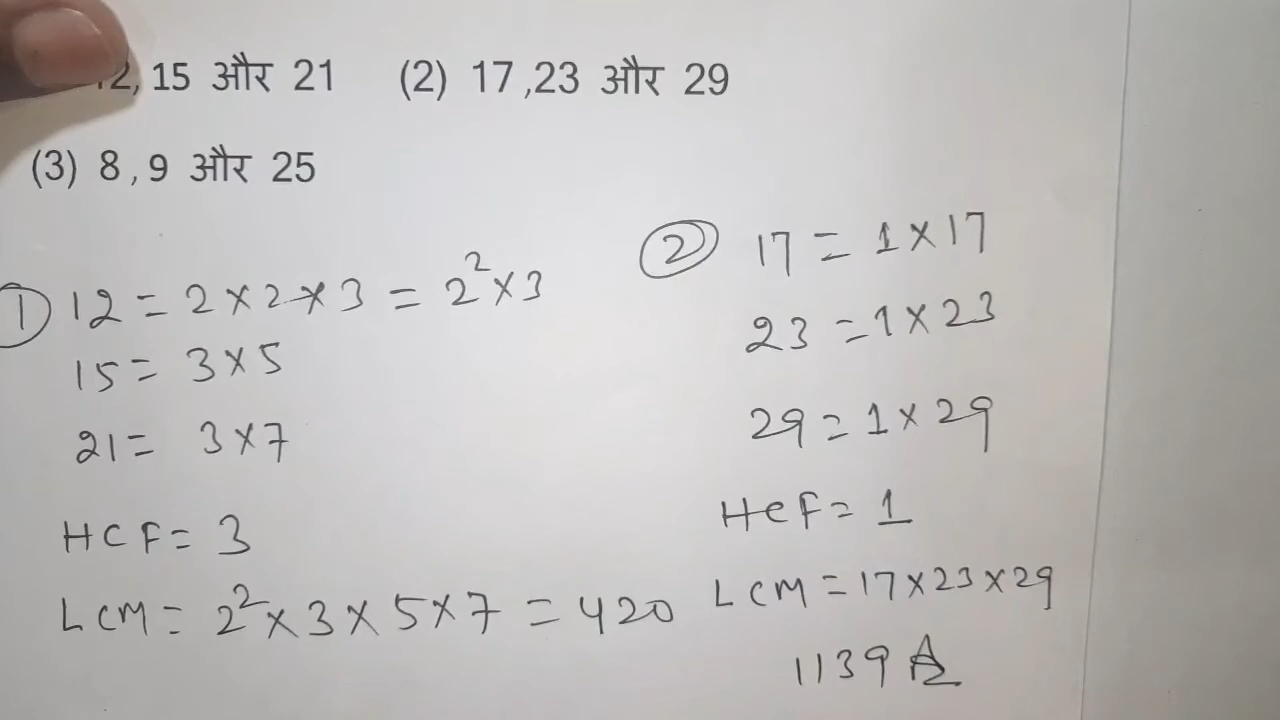 12, 15 और 21 (2) 17 ,23 और 29
(3) 8 , 9 और 25
1 12 = 2 × 2 × 3 = 2² × 3
15 = 3 × 5
21 = 3 × 7
HCF = 3
LCM = 2² × 3 × 5 × 7 = 420
2 17 = 1 × 17
23 = 1 × 23
29 = 1 × 29
HCF = 1
LCM = 17 × 23 × 29
1139